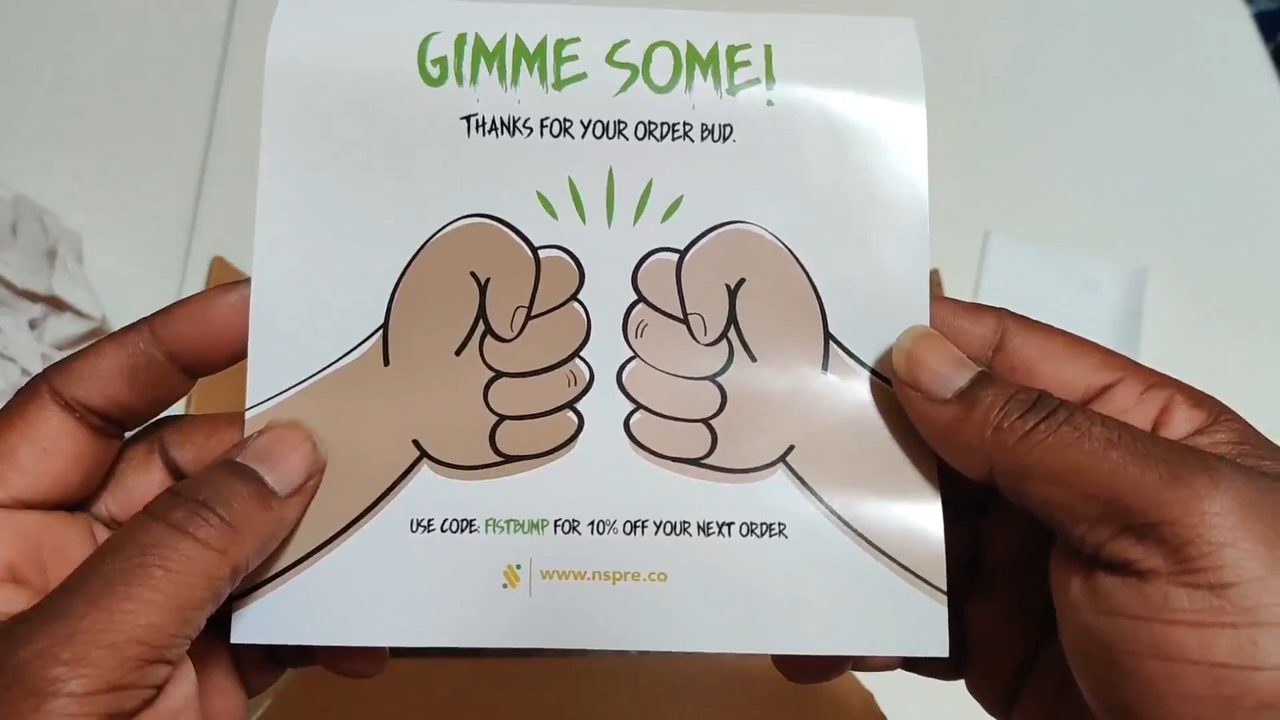 GIMME SOME!
THANKS FOR YOUR ORDER BUD.
USE CODE: FISTBUMP FOR 10% OFF YOUR NEXT ORDER
www.nspre.co